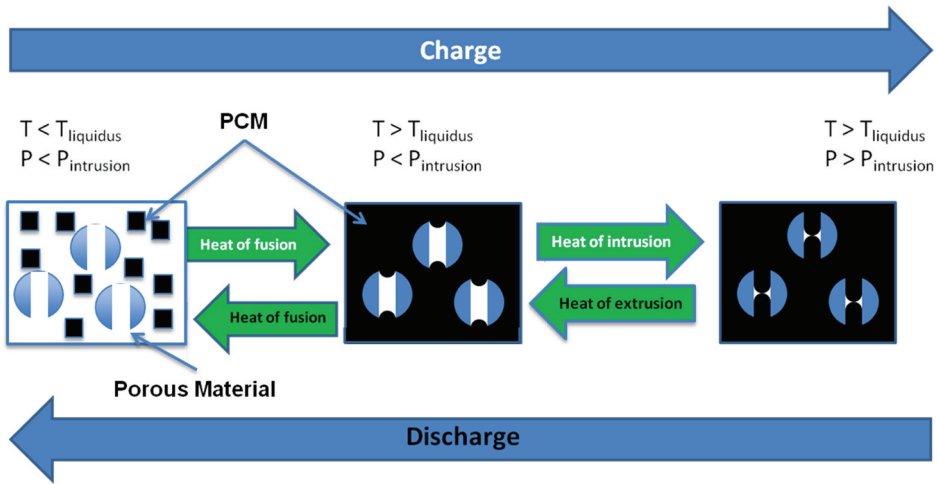 Charge
T < Tliquidus
P < Pintrusion
PCM
T > Tliquidus
P < Pintrusion
T > Tliquidus
P > Pintrusion
Heat of fusion
Heat of intrusion
Heat of fusion
Heat of extrusion
Porous Material
Discharge